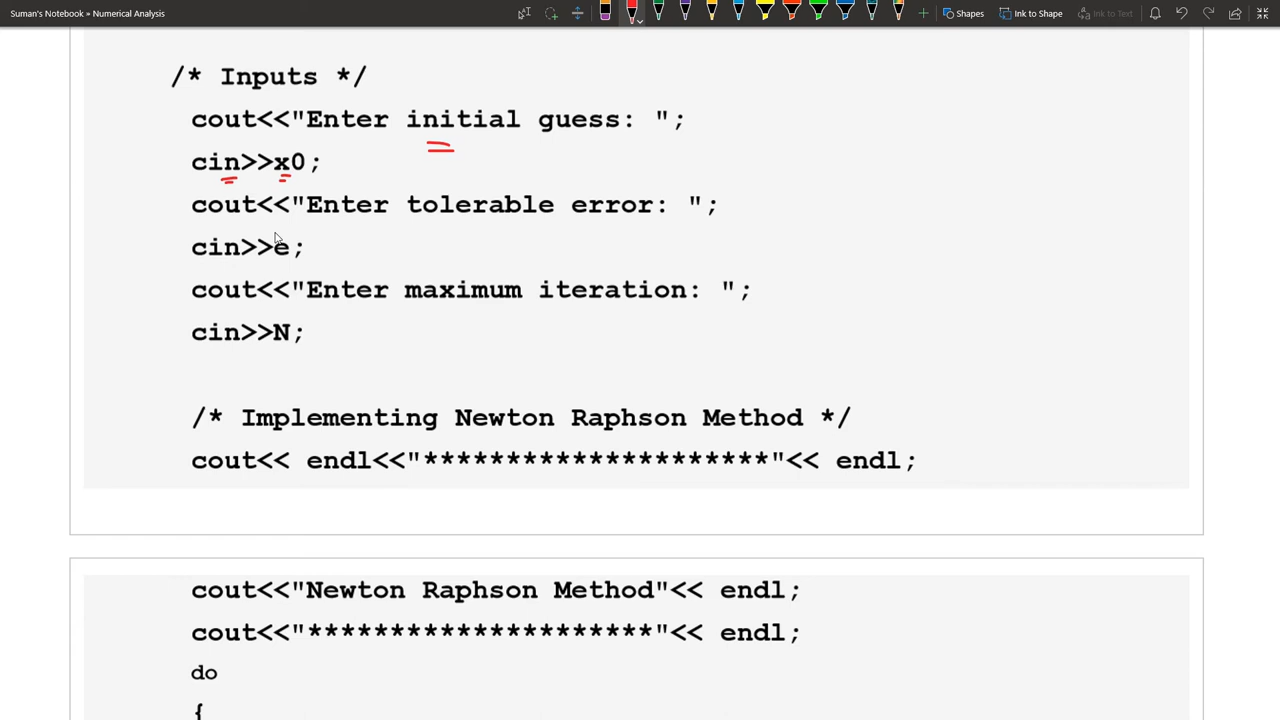 Suman's Notebook » Numerical Analysis
Shapes
Ink to Shape
Ink to Text
/* Inputs */
cout<<"Enter initial guess: ";
cin>>x0;
cout<<"Enter tolerable error: ";
cin>>e;
cout<<"Enter maximum iteration: ";
cin>>N;
/* Implementing Newton Raphson Method */
cout<< endl<<"*********************"<< endl;
cout<<"Newton Raphson Method"<< endl;
cout<<"*********************"<< endl;
do
{